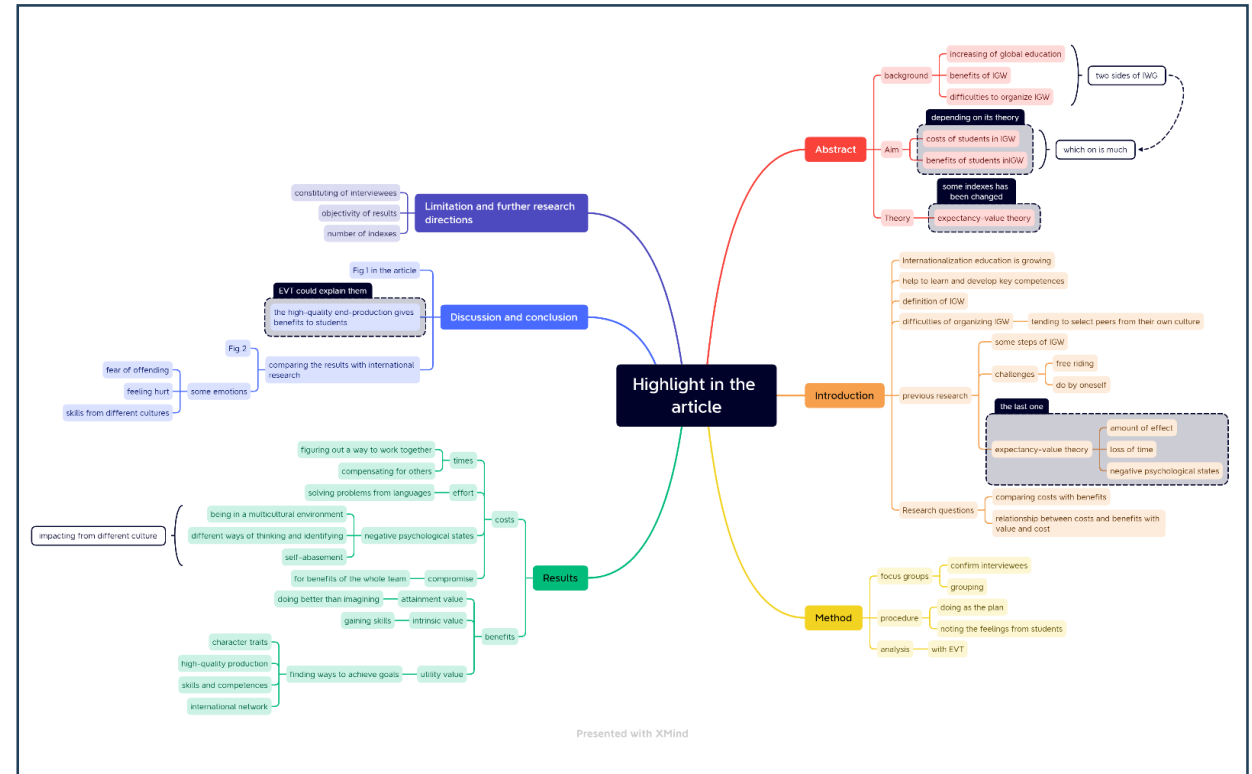 Highlight in the
article
Abstract
background
increasing of global education
benefits of IGW
difficulties to organize IGW
two sides of IWG
Aim
depending on its theory
costs of students in IGW
benefits of students inIGW
which on is much
Theory
some indexes has
been changed
expectancy-value theory
Introduction
Internationalization education is growing
help to learn and develop key competences
definition of IGW
difficulties of organizing IGW
tending to select peers from their own culture
previous research
some steps of IGW
challenges
free riding
do by oneself
the last one
expectancy-value theory
amount of effect
loss of time
negative psychological states
Research questions
comparing costs with benefits
relationship between costs and benefits with
value and cost
Method
focus groups
confirm interviewees
grouping
procedure
doing as the plan
noting the feelings from students
analysis
with EVT
Limitation and further research
directions
constituting of interviewees
objectivity of results
number of indexes
Discussion and conclusion
Fig 1 in the article
EVT could explain them
the high-quality end-production gives
benefits to students
comparing the results with international
research
Fig 2
some emotions
fear of offending
feeling hurt
skills from different cultures
Results
costs
times
figuring out a way to work together
compensating for others
effort
solving problems from languages
negative psychological states
being in a multicultural environment
different ways of thinking and identifying
self-abasement
impacting from different culture
compromise
for benefits of the whole team
benefits
attainment value
doing better than imagining
intrinsic value
gaining skills
utility value
finding ways to achieve goals
character traits
high-quality production
skills and competences
international network
Presented with XMind